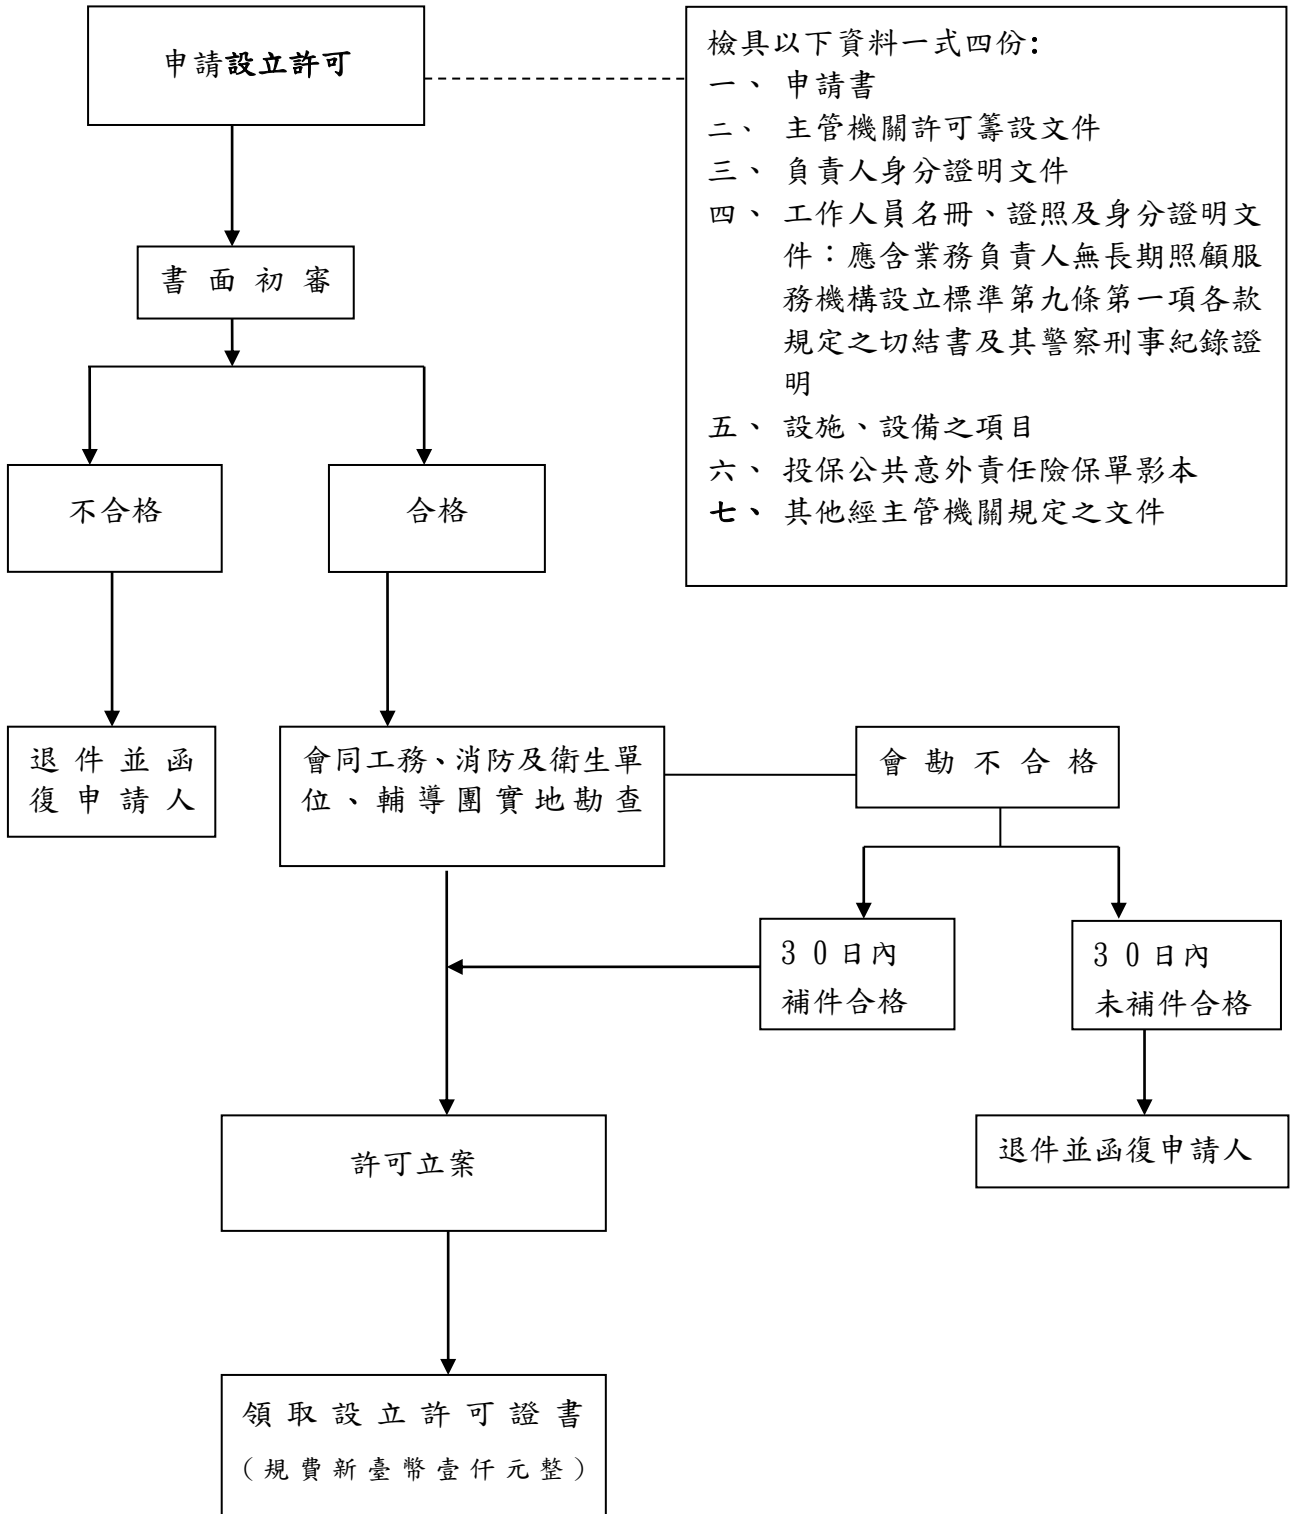 申請設立許可
檢具以下資料一式四份:
一、 申請書
二、 主管機關許可籌設文件
三、 負責人身分證明文件
四、 工作人員名冊、證照及身分證明文
件：應含業務負責人無長期照顧服
務機構設立標準第九條第一項各款
規定之切結書及其警察刑事紀錄證
明
五、 設施、設備之項目
六、 投保公共意外責任險保單影本
七、 其他經主管機關規定之文件
書面初審
不合格
合格
退件並函
復申請人
會同工務、消防及衛生單
位、輔導團實地勘查
會勘不合格
30日內
補件合格
30日內
未補件合格
許可立案
退件並函復申請人
領取設立許可證書
（規費新臺幣壹仟元整）